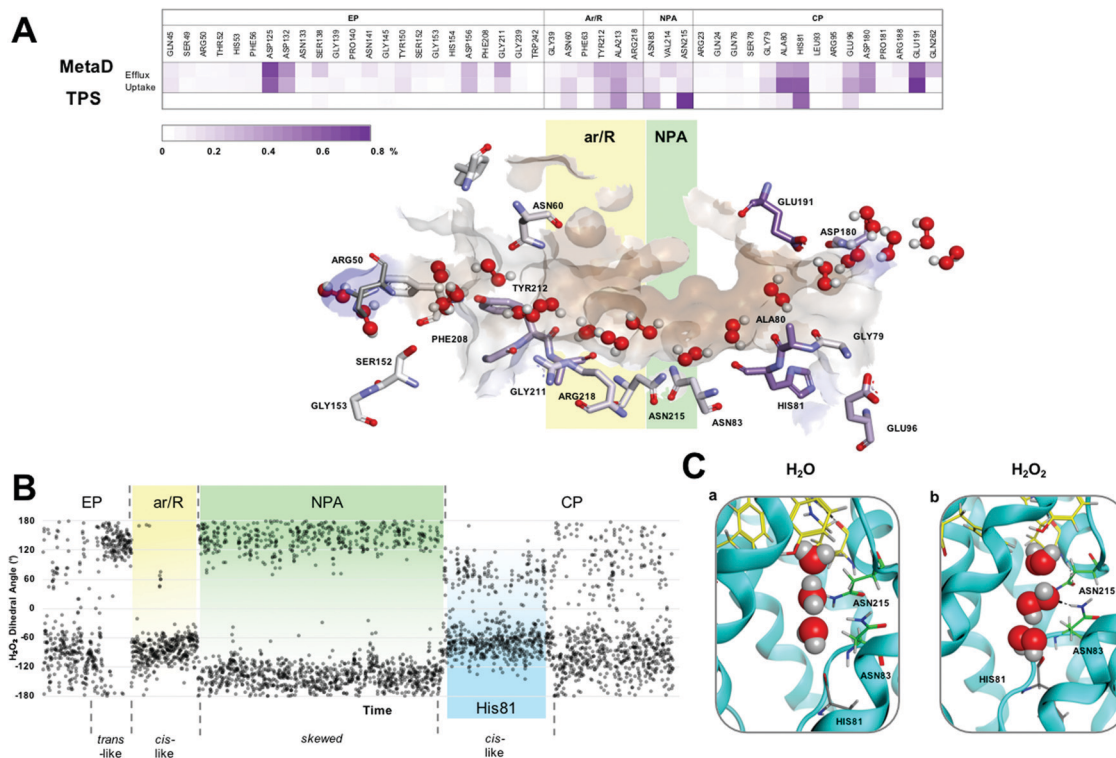 A
EP
Ar/R
NPA
CP
GLN45
SER49
ARG50
THR52
HIS53
PHE56
ASP125
ASP132
ASN133
SER138
GLY139
PRO140
ASN141
GLY145
TYR150
SER152
GLY153
HIS154
ASP156
PHE208
GLY211
GLY239
TRP242
GLY39
ASN60
PHE63
TYR212
ALA213
ARG218
ASN83
VAL214
ASN215
ARG23
GLN24
GLN76
SER78
GLY79
ALA80
HIS81
LEU93
ARG95
GLU96
ASP180
PRO181
ARG188
GLU191
GLN262
MetaD
Efflux
Uptake
TPS
0 0.2 0.4 0.6 0.8 %
ar/R
NPA
ASN60
GLU191
ASP180
ARG50
TYR212
ALA80
PHE208
GLY79
SER152
GLY211
ARG218
ASN215
ASN83
HIS81
GLY153
GLU96
B
EP
ar/R
NPA
CP
H₂O₂ Dihedral Angle (°)
180
120
60
0
-60
-120
-180
Time
His81
trans
-like
cis-
like
skewed
cis-
like
C
H₂O
H₂O₂
a
b
ASN215
ASN83
HIS81
ASN215
ASN83
HIS81